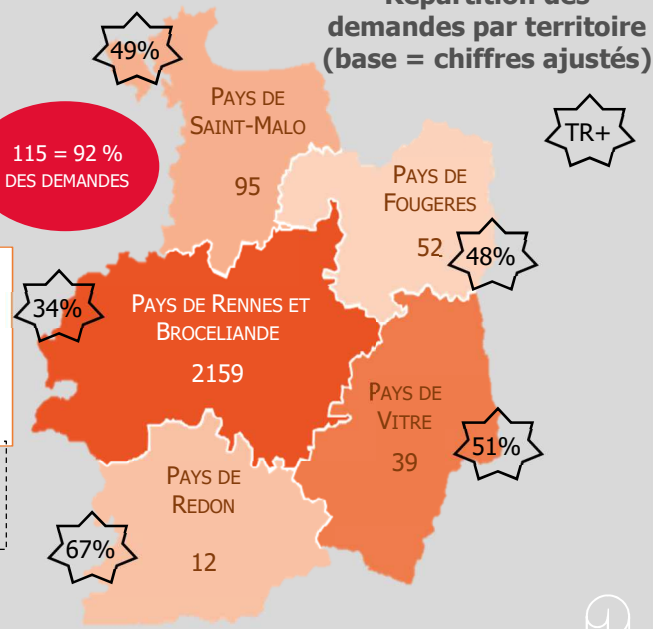 Répartition des
demandes par territoire
(base = chiffres ajustés)
49%
TR+
PAYS DE
SAINT-MALO
95
115 = 92 %
DES DEMANDES
PAYS DE
FOUGERES
52
48%
34%
PAYS DE RENNES ET
BROCELIANDE
2159
PAYS DE
VITRE
39
51%
PAYS DE
REDON
12
67%